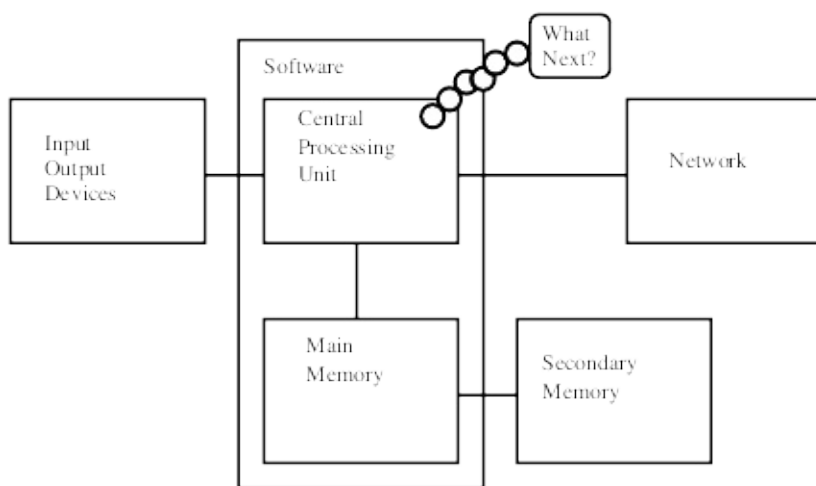 What
Next?
Software
Input
Output
Devices
Central
Processing
Unit
Network
Main
Memory
Secondary
Memory